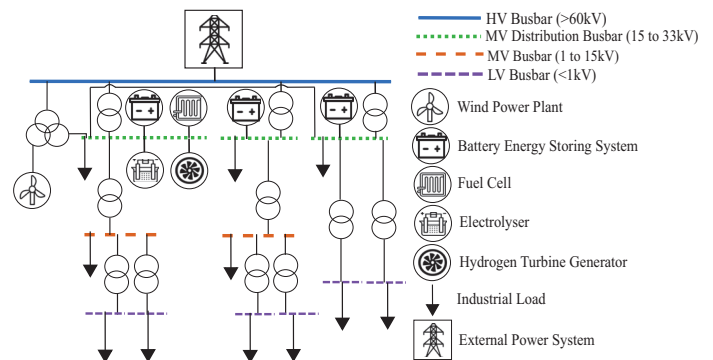 HV Busbar (>60kV)
MV Distribution Busbar (15 to 33kV)
MV Busbar (1 to 15kV)
LV Busbar (<1kV)
Wind Power Plant
Battery Energy Storing System
Fuel Cell
Electrolyser
Hydrogen Turbine Generator
Industrial Load
External Power System